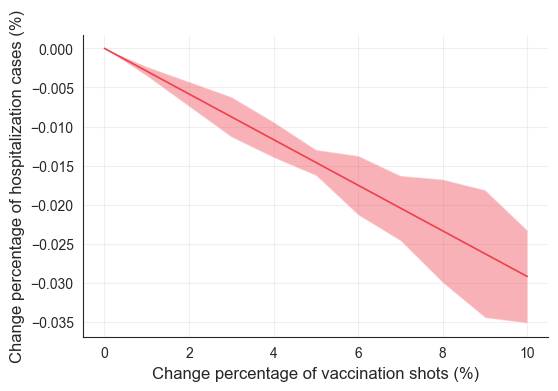 Change percentage of hospitalization cases (%)
0.000
−0.005
−0.010
−0.015
−0.020
−0.025
−0.030
−0.035
0 2 4 6 8 10
Change percentage of vaccination shots (%)